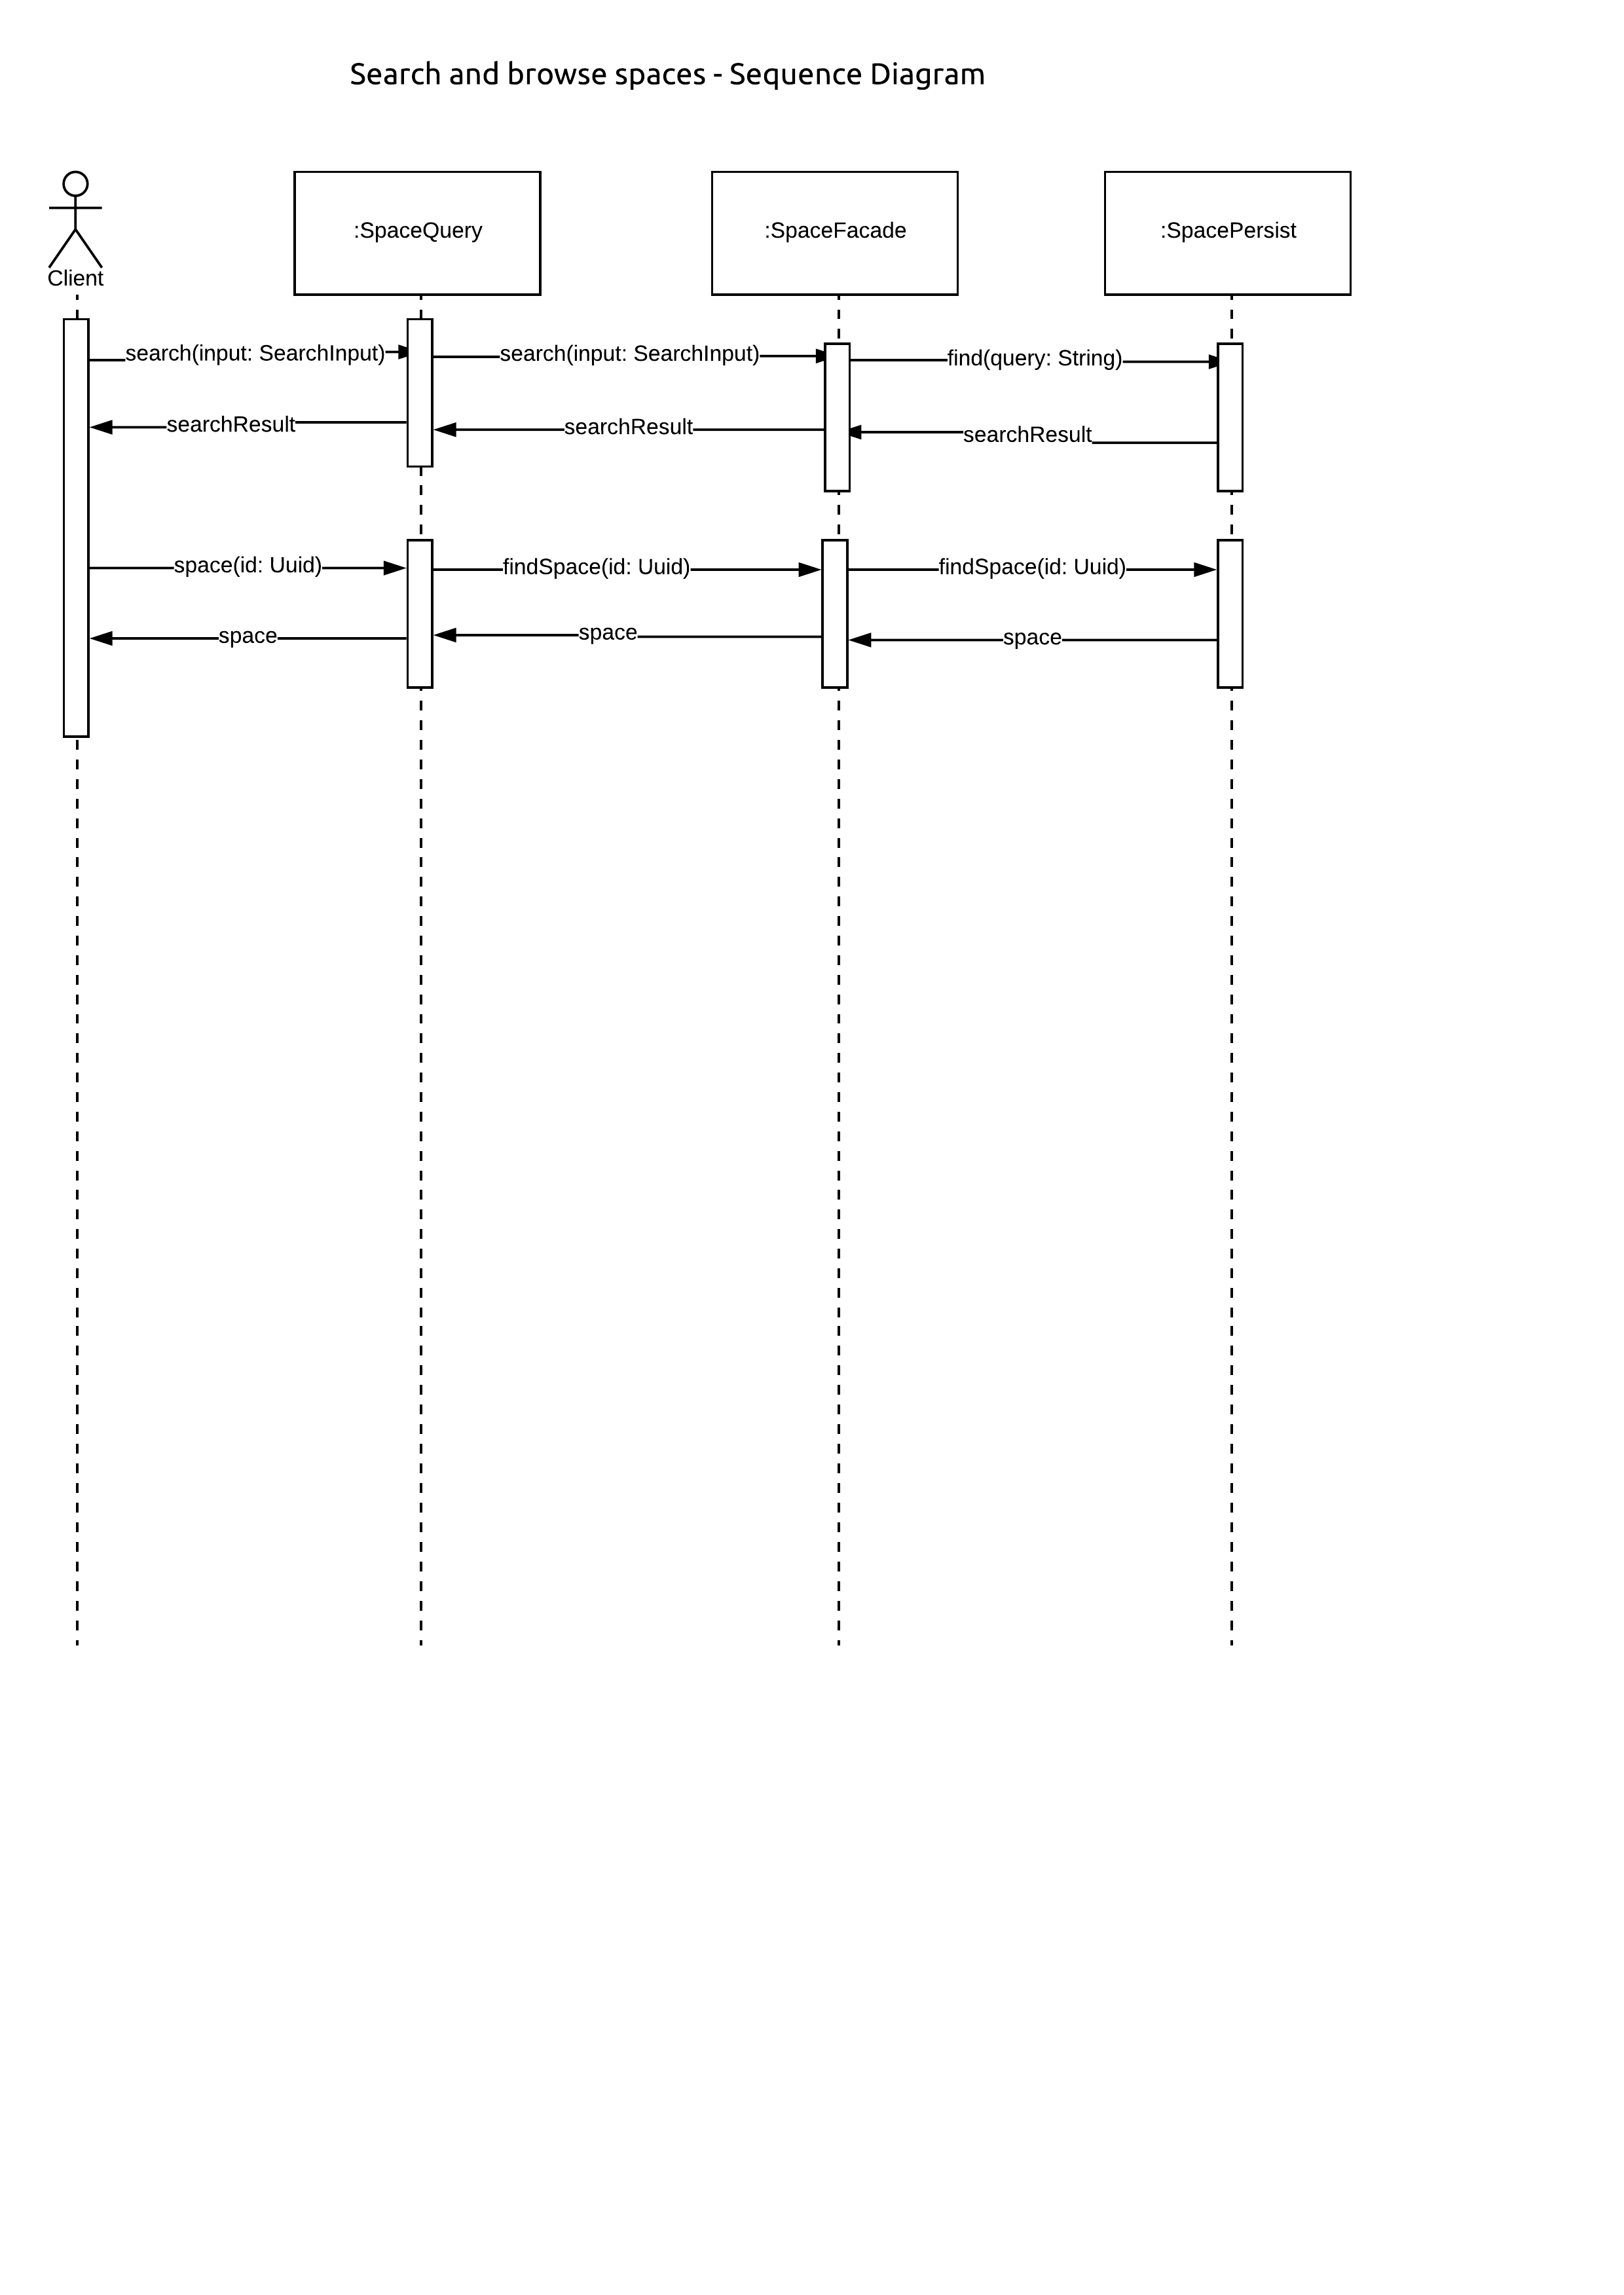 Search and browse spaces - Sequence Diagram
:SpaceQuery
:SpaceFacade
:SpacePersist
Client
search(input: SearchInput)
search(input: SearchInput)
find(query: String)
searchResult
searchResult
searchResult
space(id: Uuid)
findSpace(id: Uuid)
findSpace(id: Uuid)
space
space
space